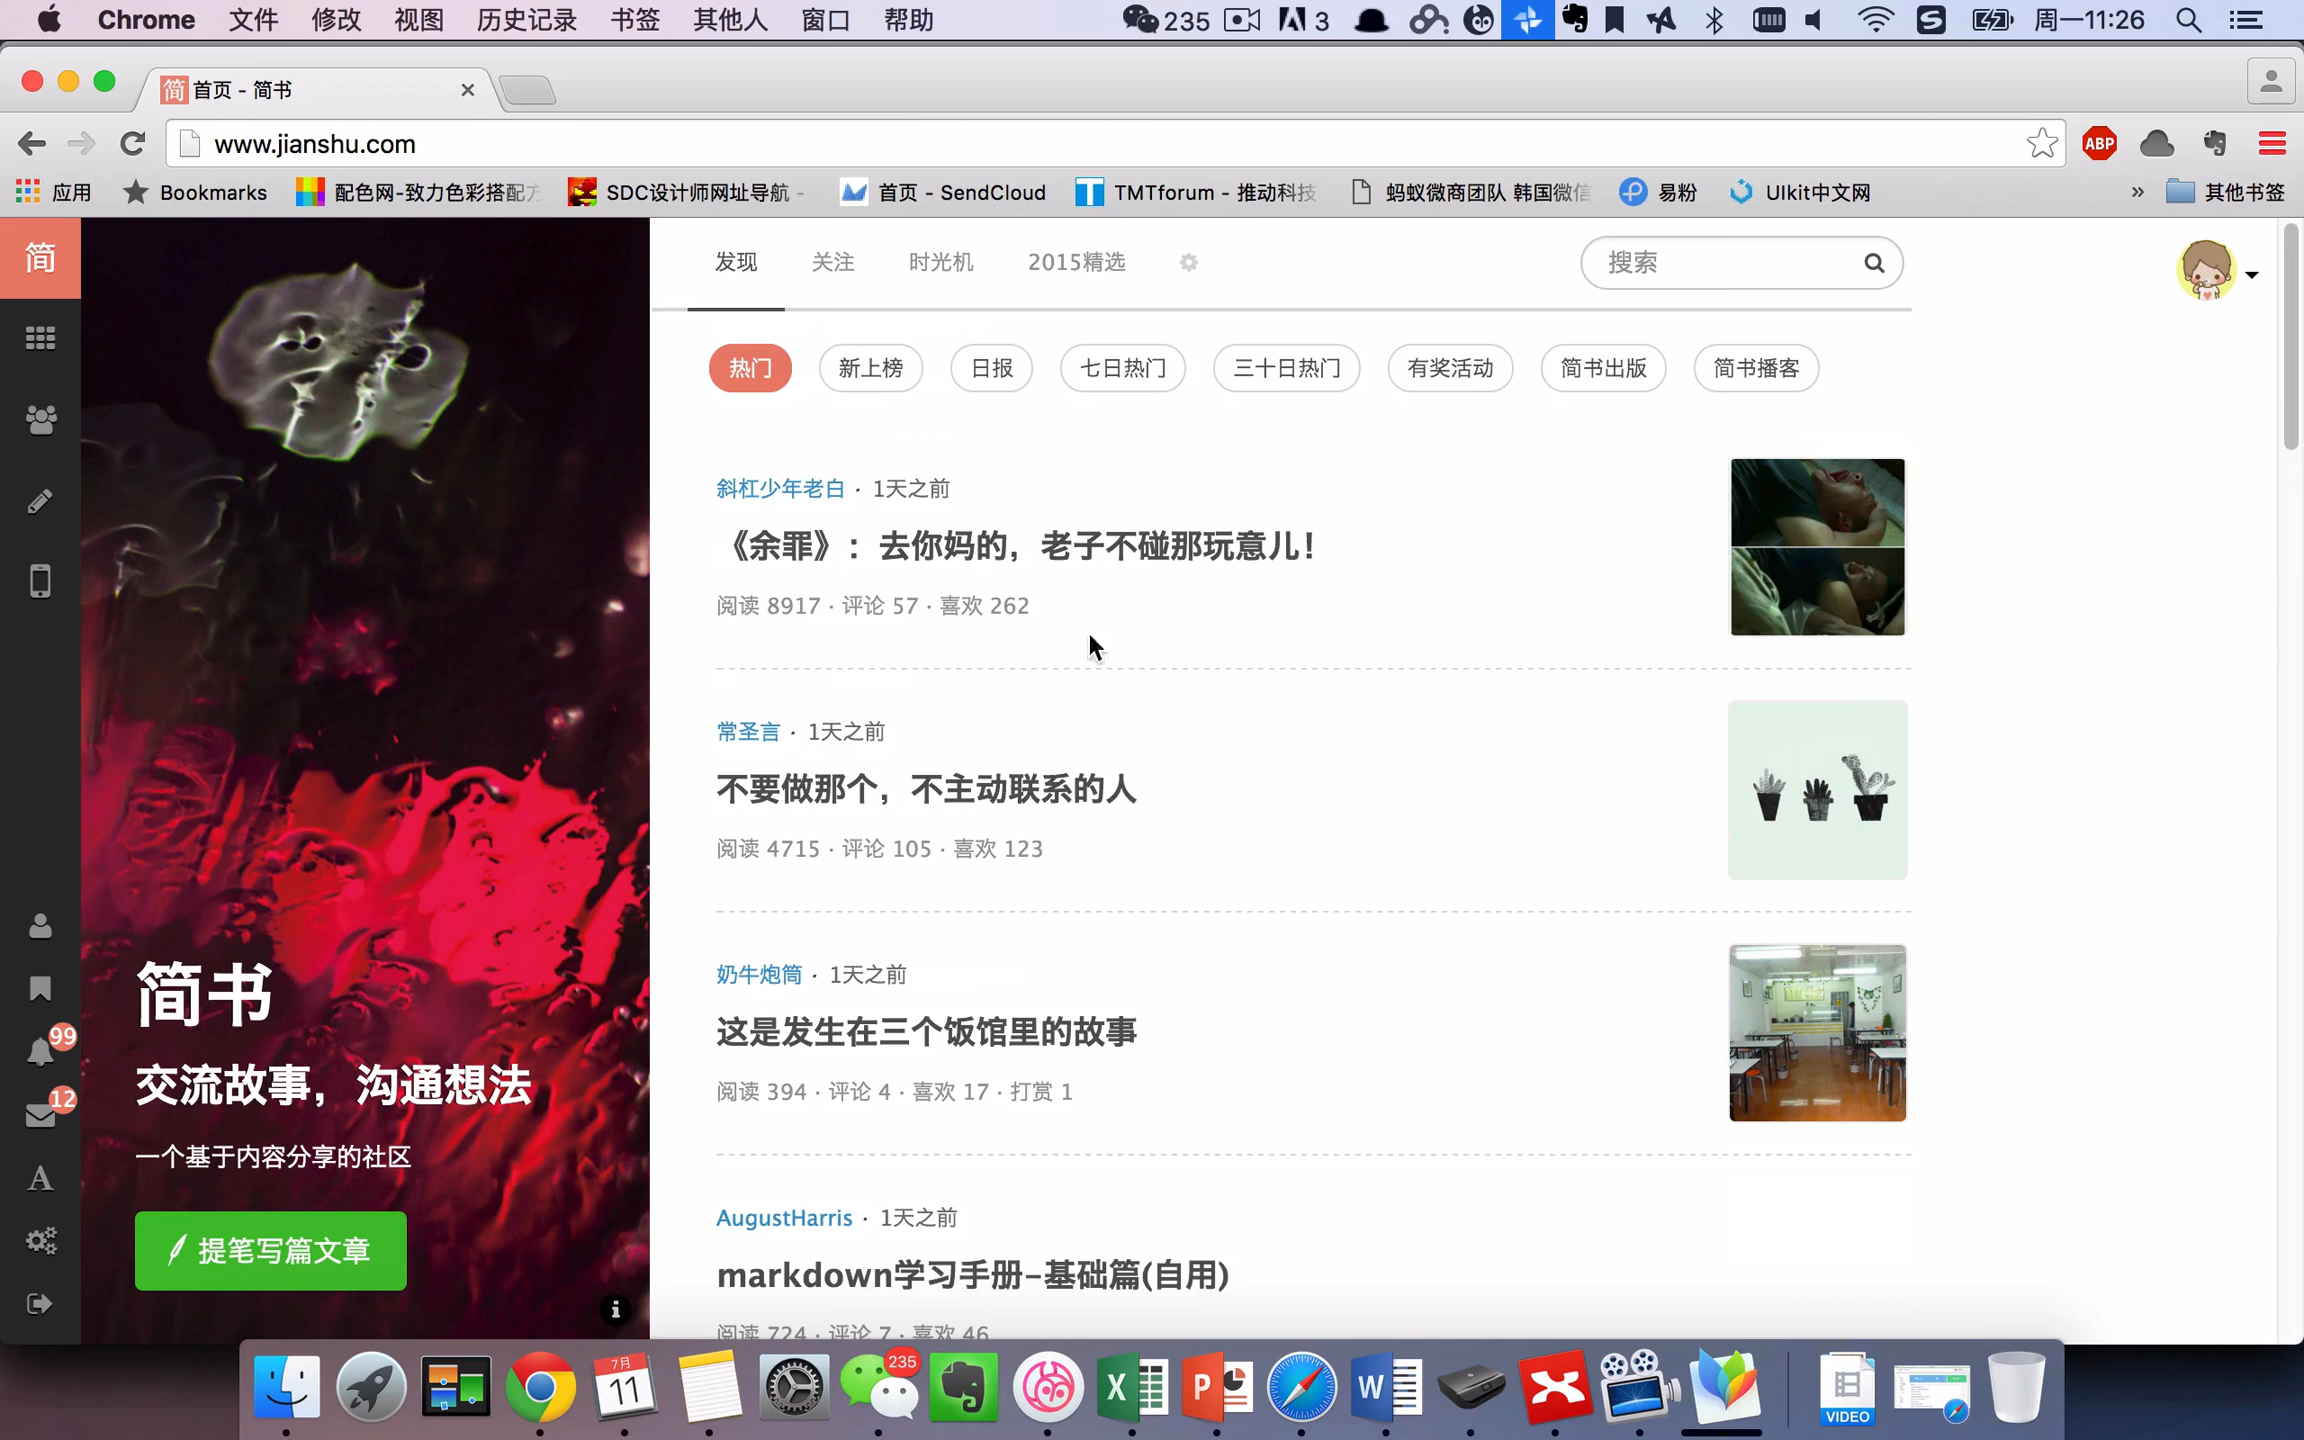 Chrome 文件 修改 视图 历史记录 书签 其他人 窗口 帮助 235 3 周一11:26
简 首页 - 简书
www.jianshu.com
ABP
应用 Bookmarks 配色网-致力色彩搭配方 SDC设计师网址导航 - 首页 - SendCloud TMTforum - 推动科技 蚂蚁微商团队 韩国微信 易粉 UIkit中文网 » 其他书签
简
发现 关注 时光机 2015精选 搜索
热门 新上榜 日报 七日热门 三十日热门 有奖活动 简书出版 简书播客
斜杠少年老白 · 1天之前
《余罪》：去你妈的，老子不碰那玩意儿！
阅读 8917 · 评论 57 · 喜欢 262
常圣言 · 1天之前
不要做那个，不主动联系的人
阅读 4715 · 评论 105 · 喜欢 123
奶牛炮筒 · 1天之前
这是发生在三个饭馆里的故事
阅读 394 · 评论 4 · 喜欢 17 · 打赏 1
AugustHarris · 1天之前
markdown学习手册-基础篇(自用)
阅读 724 · 评论 7 · 喜欢 46
简书
交流故事，沟通想法
一个基于内容分享的社区
提笔写篇文章
99
12
7月
11
235
VIDEO